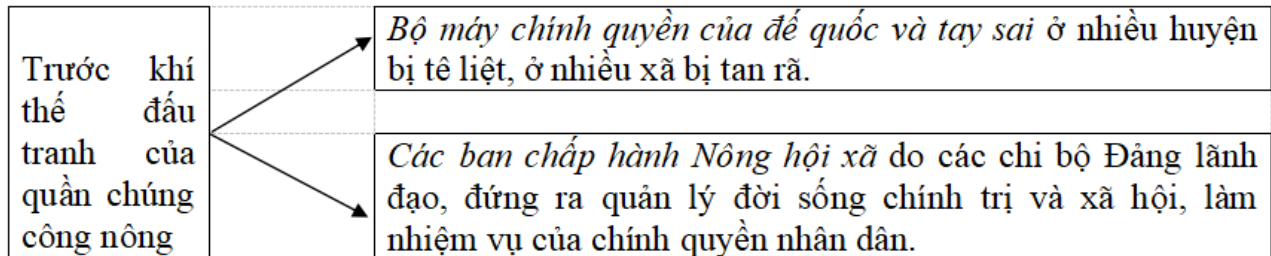 Trước khí
thế đấu
tranh của
quần chúng
công nông
Bộ máy chính quyền của đế quốc và tay sai ở nhiều huyện
bị tê liệt, ở nhiều xã bị tan rã.
Các ban chấp hành Nông hội xã do các chi bộ Đảng lãnh
đạo, đứng ra quản lý đời sống chính trị và xã hội, làm
nhiệm vụ của chính quyền nhân dân.